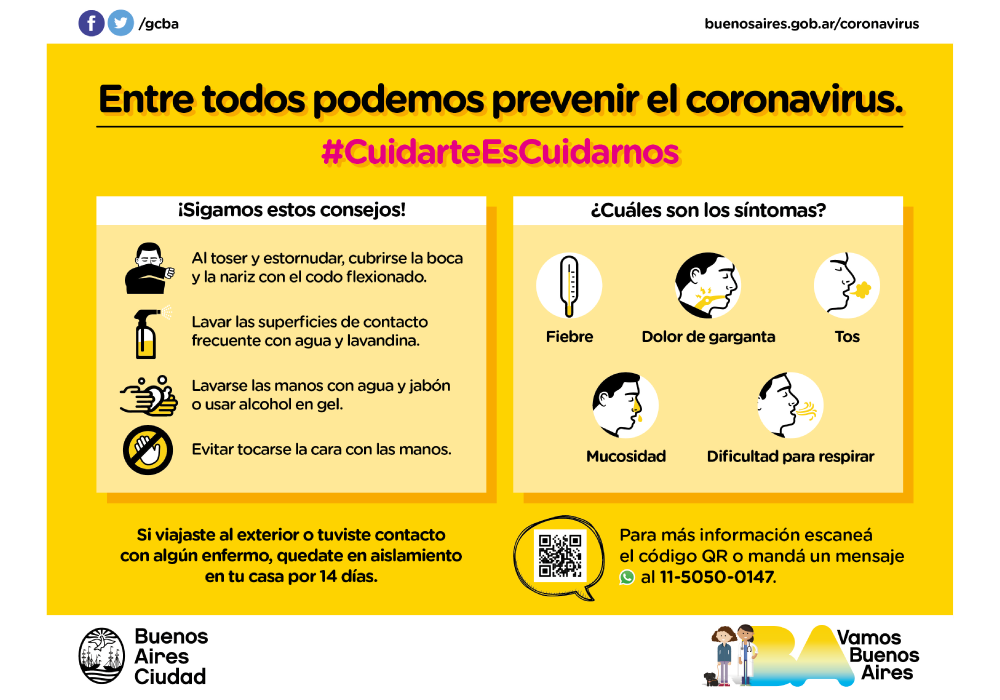 /gcba
buenosaires.gob.ar/coronavirus
Entre todos podemos prevenir el coronavirus.
#CuidarteEsCuidarnos
¡Sigamos estos consejos!
Al toser y estornudar, cubrirse la boca
y la nariz con el codo flexionado.
Lavar las superficies de contacto
frecuente con agua y lavandina.
Lavarse las manos con agua y jabón
o usar alcohol en gel.
Evitar tocarse la cara con las manos.
¿Cuáles son los síntomas?
Fiebre
Dolor de garganta
Tos
Mucosidad
Dificultad para respirar
Si viajaste al exterior o tuviste contacto
con algún enfermo, quedate en aislamiento
en tu casa por 14 días.
Para más información escaneá
el código QR o mandá un mensaje
al 11-5050-0147.
Buenos
Aires
Ciudad
BA
Vamos
Buenos
Aires